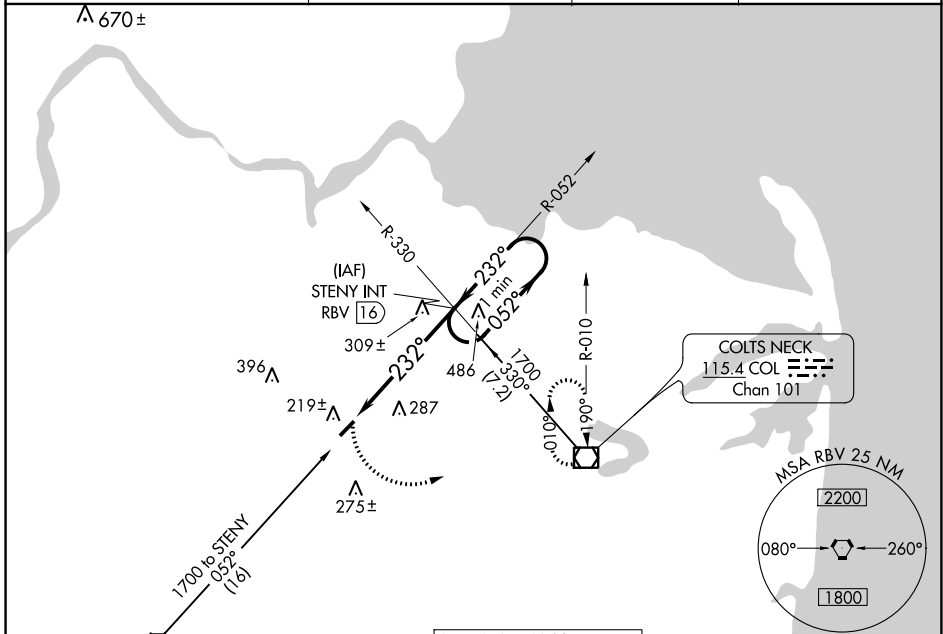 670 ±
R-052
R-330
(IAF)
STENY INT
RBV 16
309±
232°
1 min
052°
486
232°
1700
330°
(7.2)
R-010
010°
190°
COLTS NECK
115.4 COL
Chan 101
396
219±
287
275±
1700 to STENY
052°
(16)
MSA RBV 25 NM
2200
080°
260°
1800